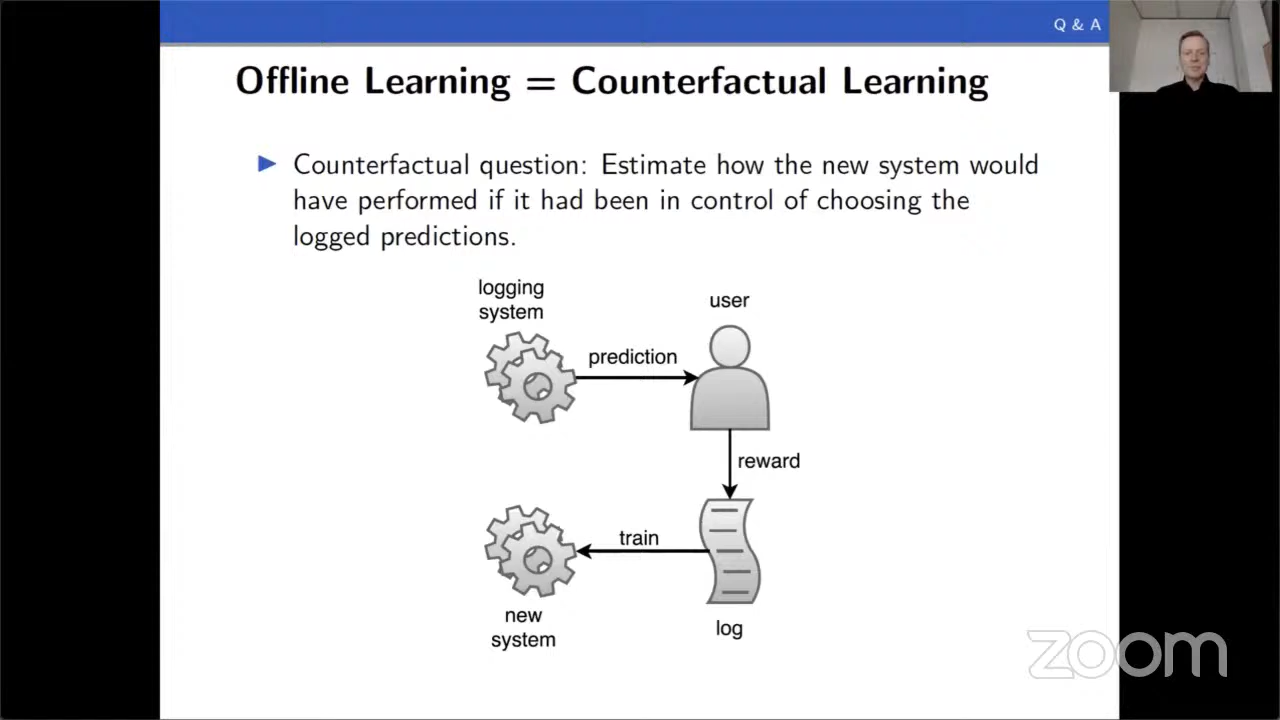 Q & A
Offline Learning = Counterfactual Learning
Counterfactual question: Estimate how the new system would
have performed if it had been in control of choosing the
logged predictions.
logging
system
user
prediction
reward
train
new
system
log
zoom